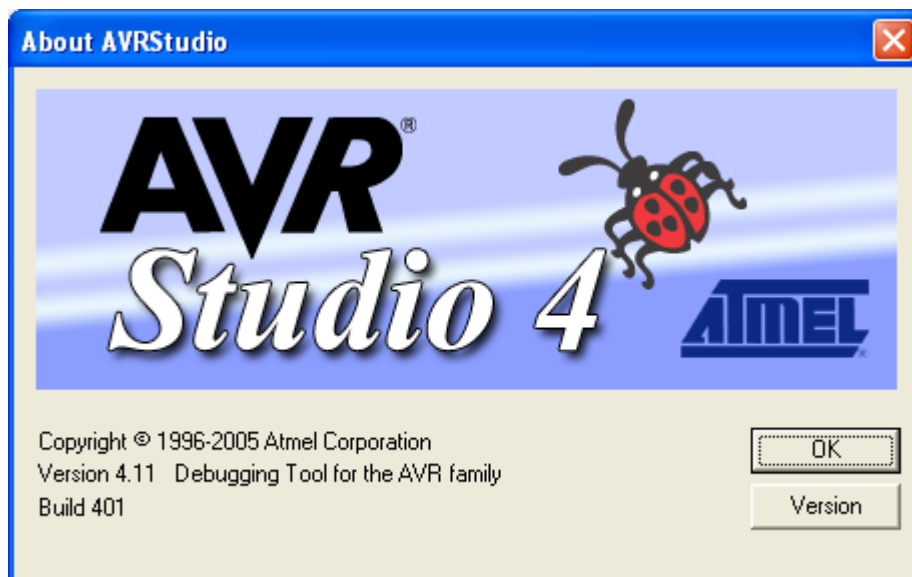 About AVRStudio
AVR®
Studio 4
ATMEL®
Copyright © 1996-2005 Atmel Corporation
Version 4.11 Debugging Tool for the AVR family
Build 401
OK
Version